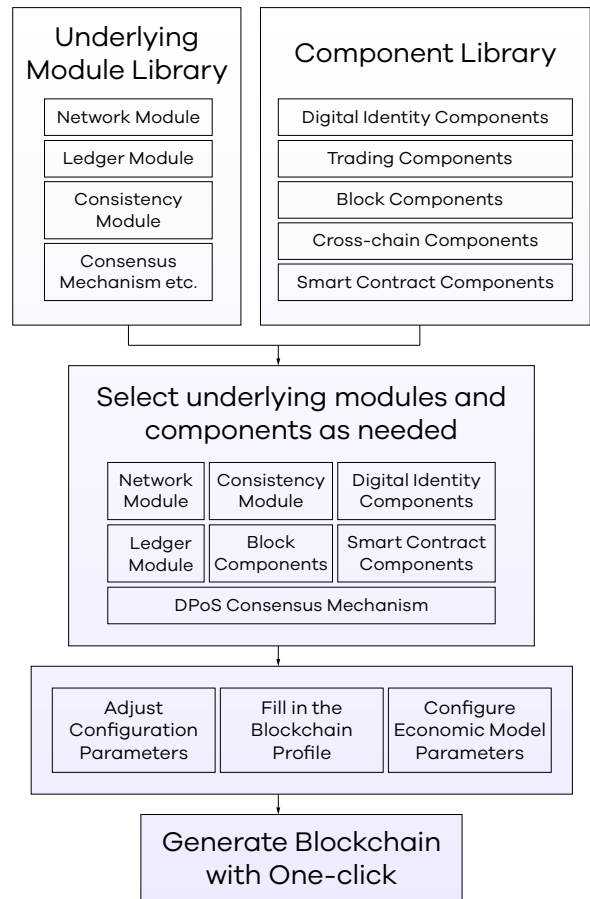 Underlying
Module Library
Network Module
Ledger Module
Consistency
Module
Consensus
Mechanism etc.
Component Library
Digital Identity Components
Trading Components
Block Components
Cross-chain Components
Smart Contract Components
Select underlying modules and
components as needed
Network
Module
Consistency
Module
Digital Identity
Components
Ledger
Module
Block
Components
Smart Contract
Components
DPoS Consensus Mechanism
Adjust
Configuration
Parameters
Fill in the
Blockchain
Profile
Configure
Economic Model
Parameters
Generate Blockchain
with One-click